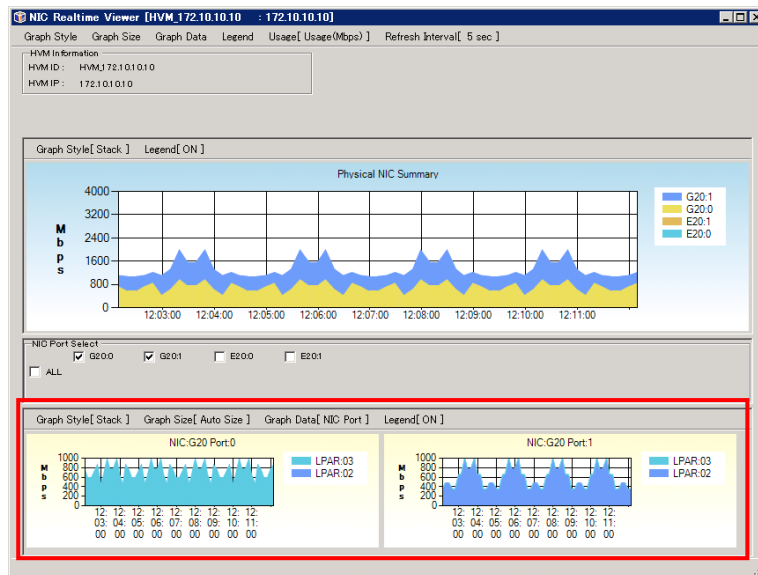 NIC Realtime Viewer [HVM_172.10.10.10 : 172.10.10.10]
Graph Style Graph Size Graph Data Legend Usage[ Usage(Mbps) ] Refresh Interval[ 5 sec ]
HVM Information
HVM ID : HVM_172.10.10.10
HVM IP : 172.10.10.10
Graph Style[ Stack ] Legend[ ON ]
Physical NIC Summary
Mbps
4000
3200
2400
1600
800
0
12:03:00 12:04:00 12:05:00 12:06:00 12:07:00 12:08:00 12:09:00 12:10:00 12:11:00
G20:1
G20:0
E20:1
E20:0
NIC Port Select
G20:0 G20:1 E20:0 E20:1
ALL
Graph Style[ Stack ] Graph Size[ Auto Size ] Graph Data[ NIC Port ] Legend[ ON ]
NIC:G20 Port:0
Mbps
1000
800
600
400
200
0
12:03:00 12:04:00 12:05:00 12:06:00 12:07:00 12:08:00 12:09:00 12:10:00 12:11:00
LPAR:03
LPAR:02
NIC:G20 Port:1
Mbps
1000
800
600
400
200
0
12:03:00 12:04:00 12:05:00 12:06:00 12:07:00 12:08:00 12:09:00 12:10:00 12:11:00
LPAR:03
LPAR:02